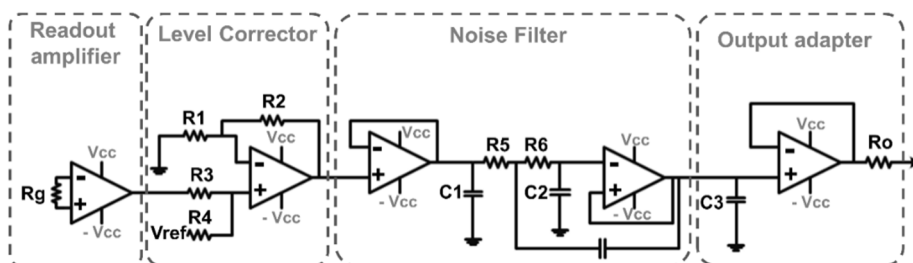 Readout
amplifier
Level Corrector
Noise Filter
Output adapter
Rg
Vcc
- Vcc
R1
R2
R3
R4
Vref
Vcc
- Vcc
Vcc
- Vcc
C1
R5
R6
C2
Vcc
- Vcc
C3
Vcc
- Vcc
Ro